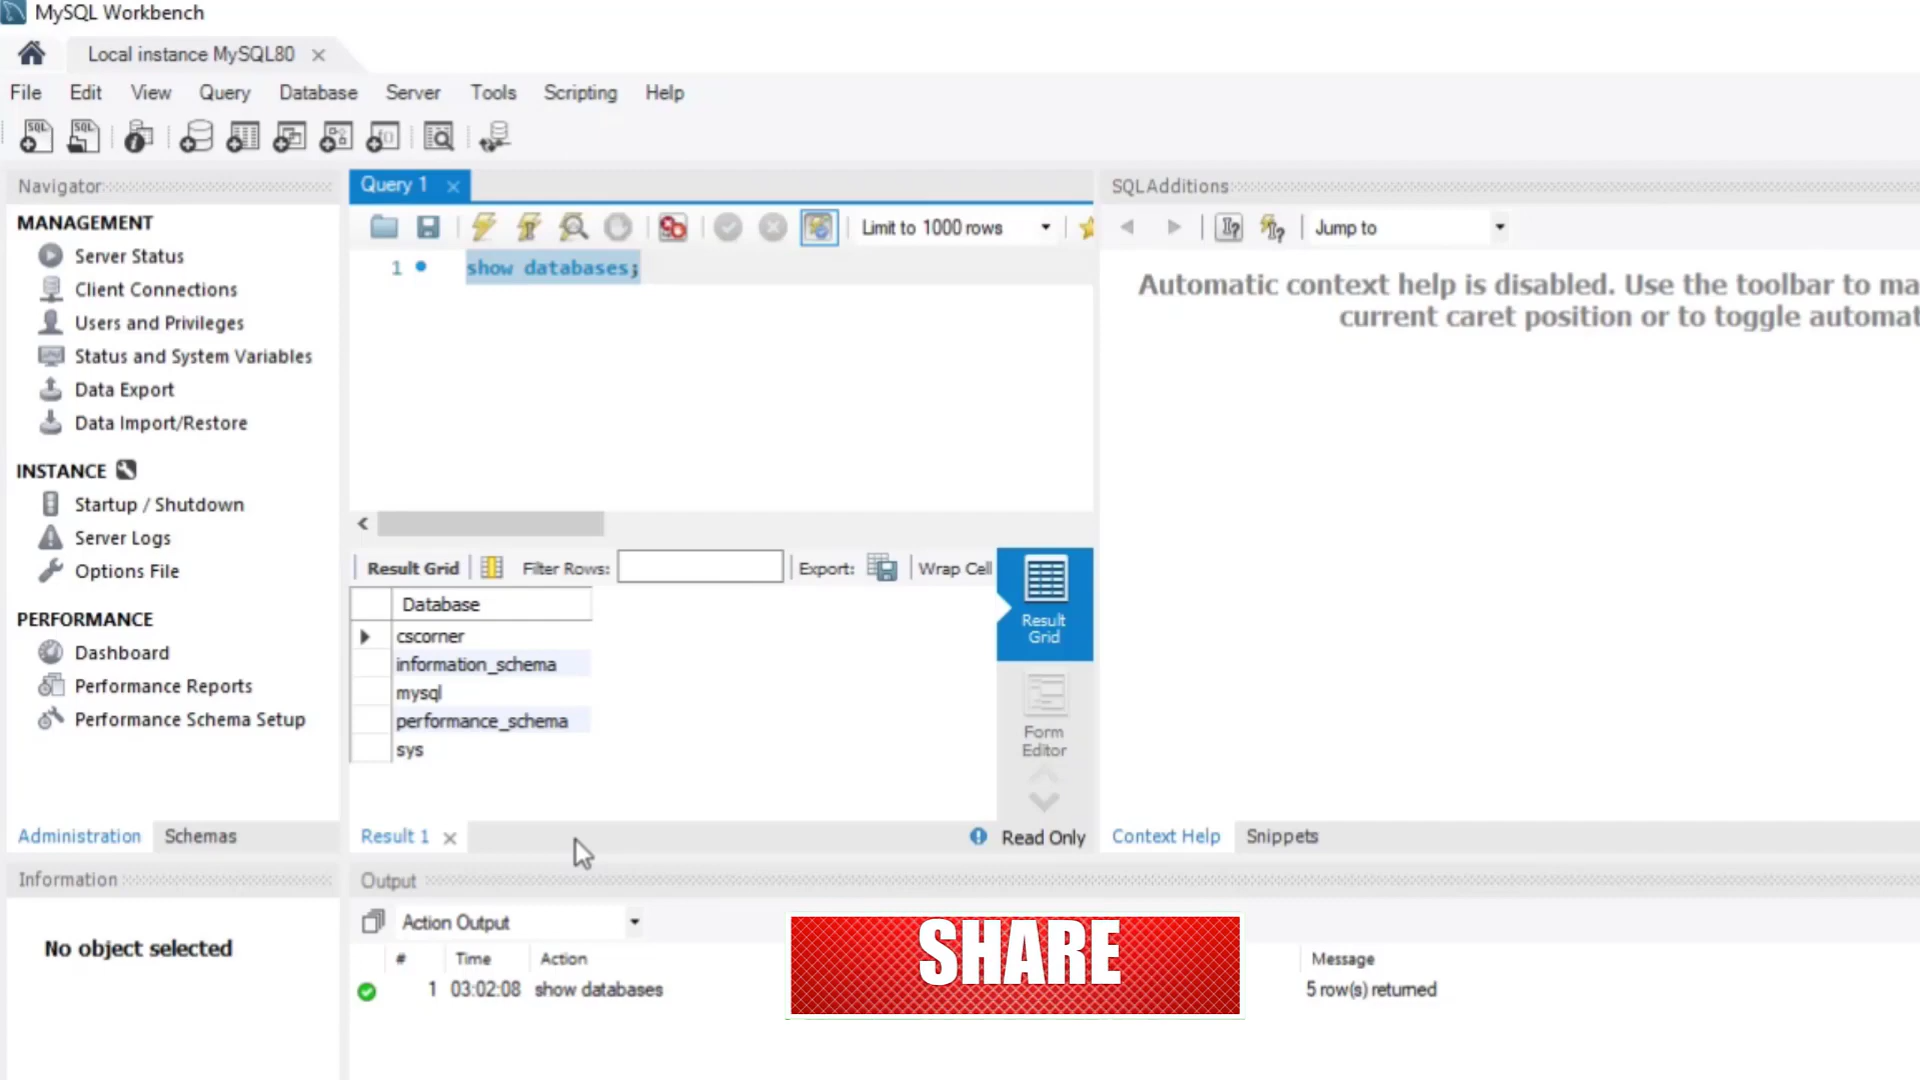 MySQL Workbench
Local instance MySQL80
File Edit View Query Database Server Tools Scripting Help
Navigator
MANAGEMENT
Server Status
Client Connections
Users and Privileges
Status and System Variables
Data Export
Data Import/Restore
INSTANCE
Startup / Shutdown
Server Logs
Options File
PERFORMANCE
Dashboard
Performance Reports
Performance Schema Setup
Administration Schemas
Information
No object selected
Query 1
Limit to 1000 rows
1 show databases;
Result Grid Filter Rows: Export: Wrap Cell
Database
cscorner
information_schema
mysql
performance_schema
sys
Result
Grid
Form
Editor
Result 1 Read Only
SQLAdditions
Jump to
Automatic context help is disabled. Use the toolbar to ma
current caret position or to toggle automat
Context Help Snippets
Output
Action Output
# Time Action Message
1 03:02:08 show databases 5 row(s) returned
SHARE